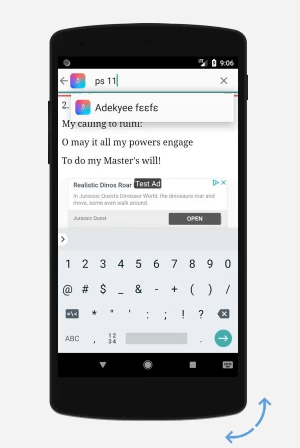 9:06
ps 11
Adekyee fɛɛfɛ
2.
My calling to fulfil:
O may it all my powers engage
To do my Master's will!
Realistic Dinos Roar Test Ad
In Jurassic Quests Dinosaur World, the dinosaurs roar and
move, some even walk around.
Jurassic Quest OPEN
1 2 3 4 5 6 7 8 9 0
@ # $ _ & - + ( ) /
=\< * " ' : ; ! ?
ABC , 12 .
34